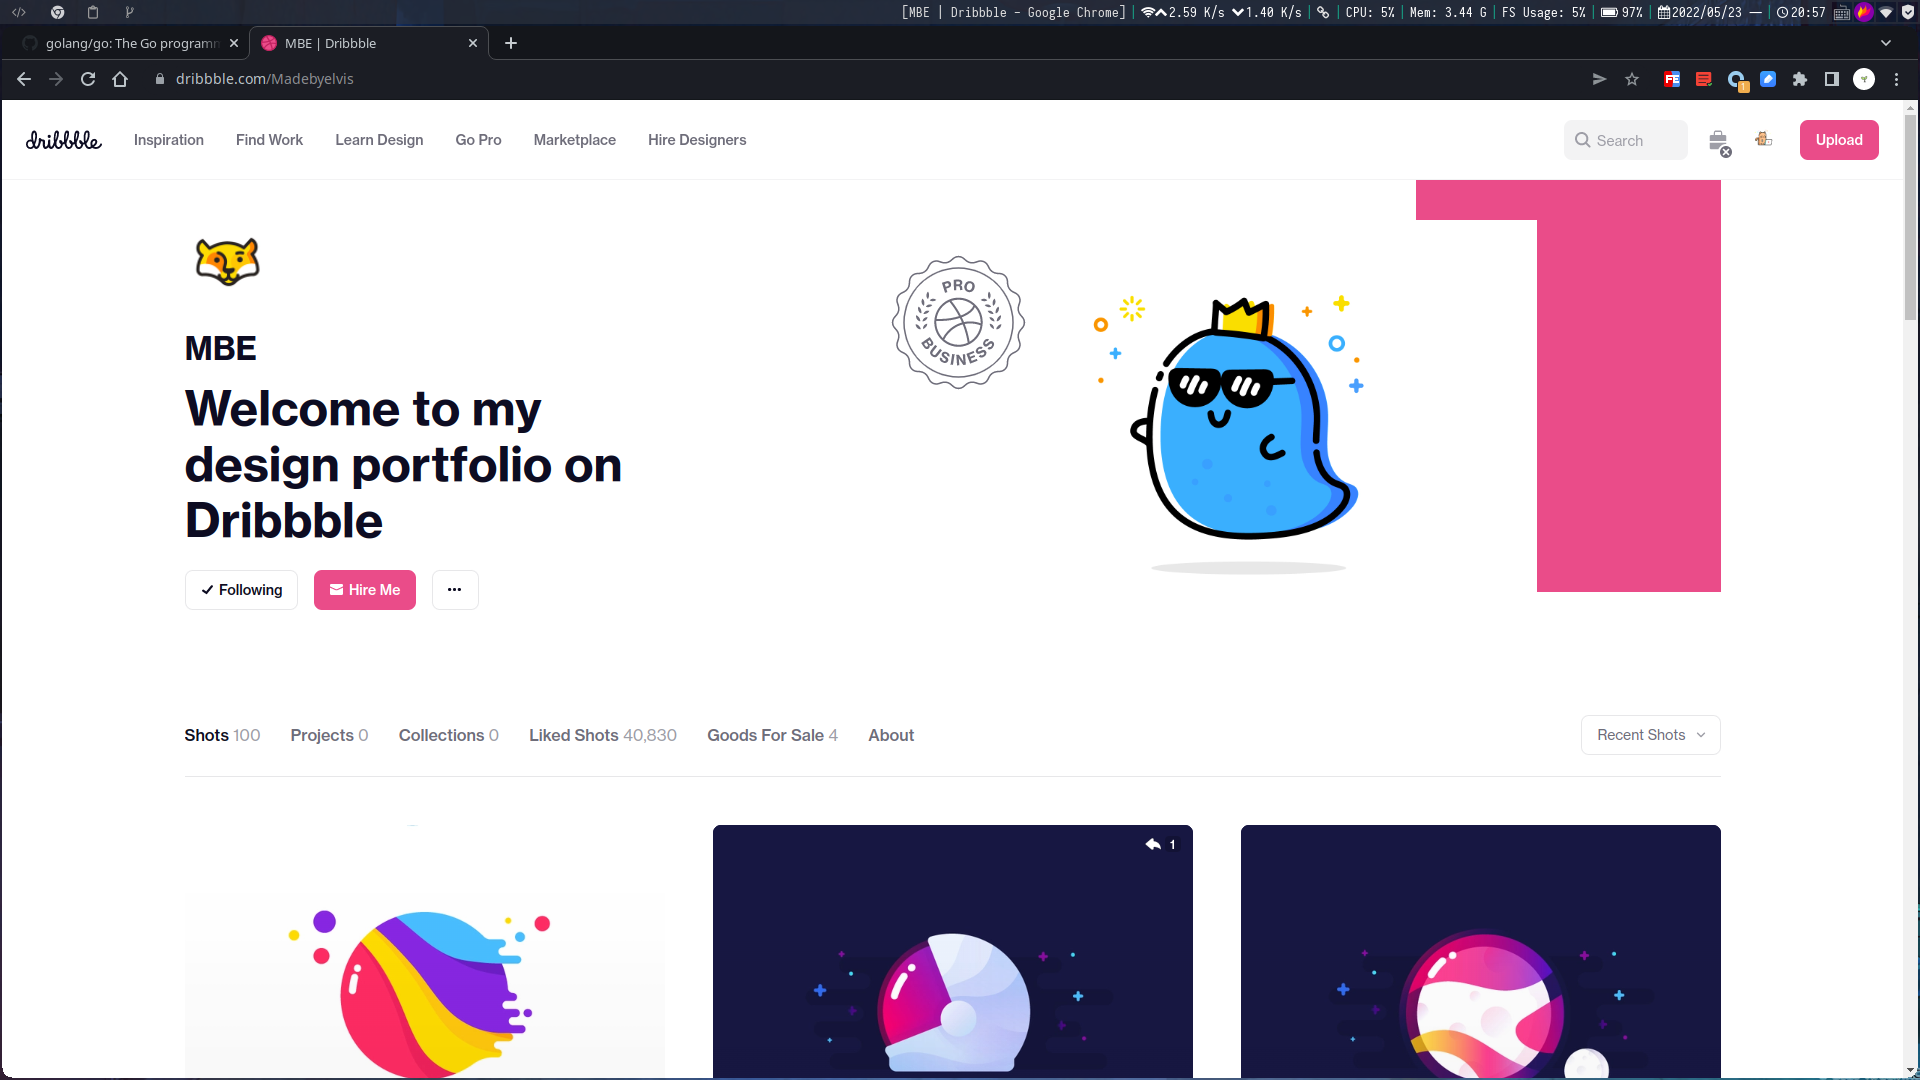 [MBE | Dribbble - Google Chrome] 2.59 K/s 1.40 K/s CPU: 5% Mem: 3.44 G FS Usage: 5% 97% 2022/05/23 一 20:57
golang/go: The Go programm
MBE | Dribbble
dribbble.com/Madebyelvis
FE
1
dribbble
Inspiration
Find Work
Learn Design
Go Pro
Marketplace
Hire Designers
Search
Upload
PRO
BUSINESS
MBE
Welcome to my
design portfolio on
Dribbble
Following
Hire Me
Shots 100
Projects 0
Collections 0
Liked Shots 40,830
Goods For Sale 4
About
Recent Shots
1